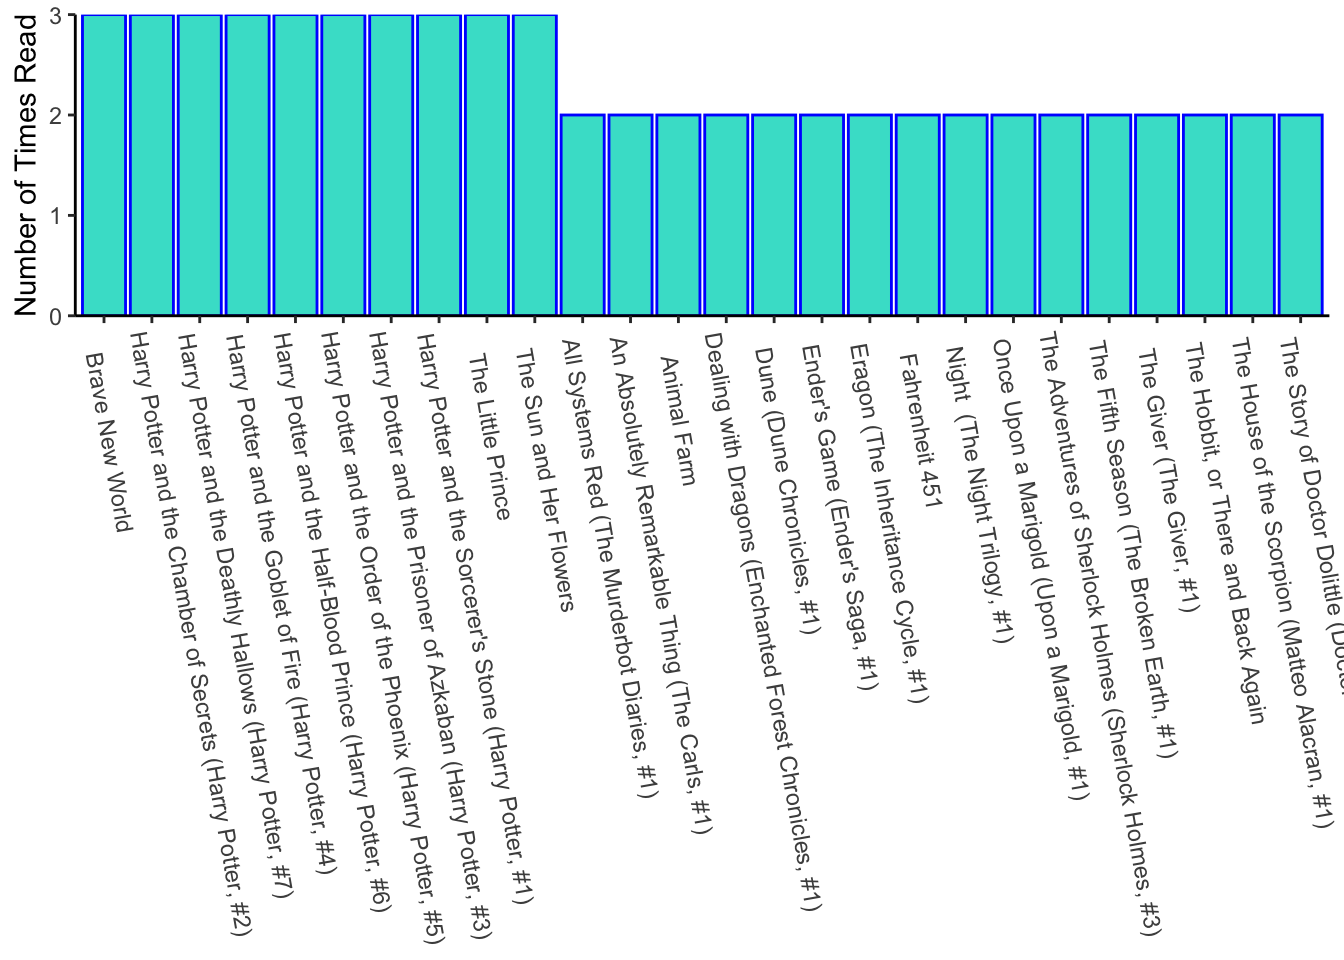 Number of Times Read
3
2
1
0
Brave New World
Harry Potter and the Chamber of Secrets (Harry Potter, #2)
Harry Potter and the Deathly Hallows (Harry Potter, #7)
Harry Potter and the Goblet of Fire (Harry Potter, #4)
Harry Potter and the Half-Blood Prince (Harry Potter, #6)
Harry Potter and the Order of the Phoenix (Harry Potter, #5)
Harry Potter and the Prisoner of Azkaban (Harry Potter, #3)
Harry Potter and the Sorcerer's Stone (Harry Potter, #1)
The Little Prince
The Sun and Her Flowers
All Systems Red (The Murderbot Diaries, #1)
An Absolutely Remarkable Thing (The Carls, #1)
Animal Farm
Dealing with Dragons (Enchanted Forest Chronicles, #1)
Dune (Dune Chronicles, #1)
Ender's Game (Ender's Saga, #1)
Eragon (The Inheritance Cycle, #1)
Fahrenheit 451
Night (The Night Trilogy, #1)
Once Upon a Marigold (Upon a Marigold, #1)
The Adventures of Sherlock Holmes (Sherlock Holmes, #3)
The Fifth Season (The Broken Earth, #1)
The Giver (The Giver, #1)
The Hobbit, or There and Back Again
The House of the Scorpion (Matteo Alacran, #1)
The Story of Doctor Dolittle